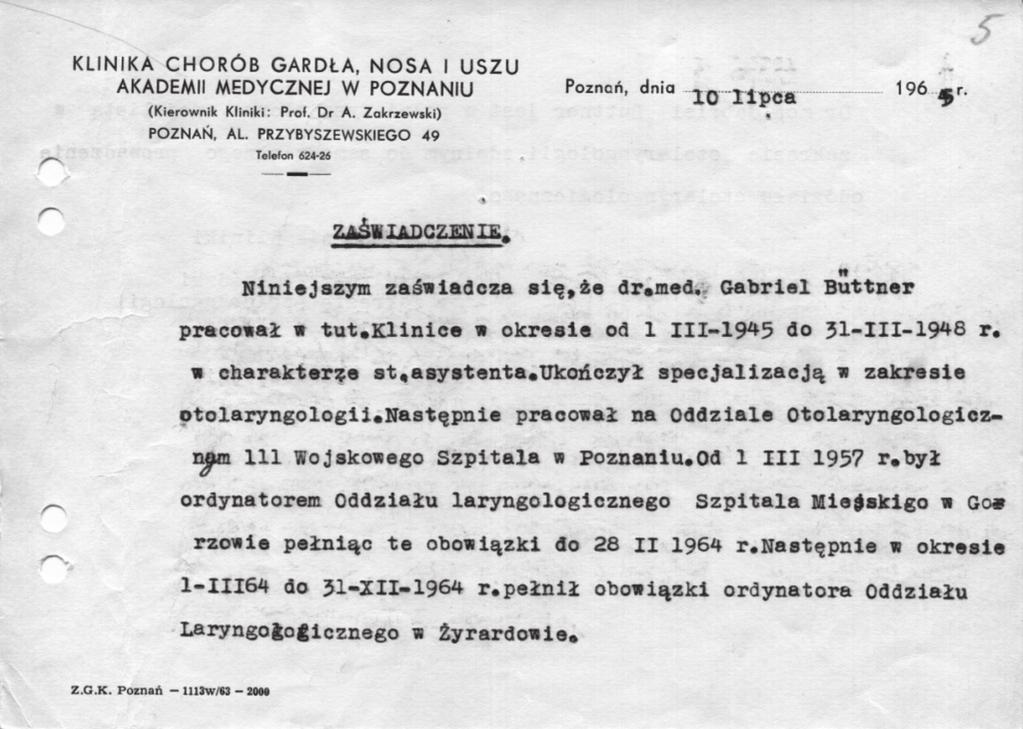 5
KLINIKA CHORÓB GARDŁA, NOSA I USZU
AKADEMII MEDYCZNEJ W POZNANIU
(Kierownik Kliniki: Prof. Dr A. Zakrzewski)
POZNAŃ, AL. PRZYBYSZEWSKIEGO 49
Telefon 624-26
Poznań, dnia 10 lipca 1965 r.
ZAŚWIADCZENIE.
Niniejszym zaświadcza się,że dr.med. Gabriel Büttner
pracował w tut.Klinice w okresie od 1 III-1945 do 31-III-1948 r.
w charakterze st.asystenta.Ukończył specjalizacją w zakresie
otolaryngologii.Następnie pracował na Oddziale Otolaryngologicz-
nym 111 Wojskowego Szpitala w Poznaniu.Od 1 III 1957 r.był
ordynatorem Oddziału laryngologicznego Szpitala Miejskigo w Go-
rzowie pełniąc te obowiązki do 28 II 1964 r.Następnie w okresie
1-III64 do 31-XII-1964 r.pełnił obowiązki ordynatora Oddziału
Laryngologicznego w Żyrardowie.
Z.G.K. Poznań — 1113w/63 — 2000